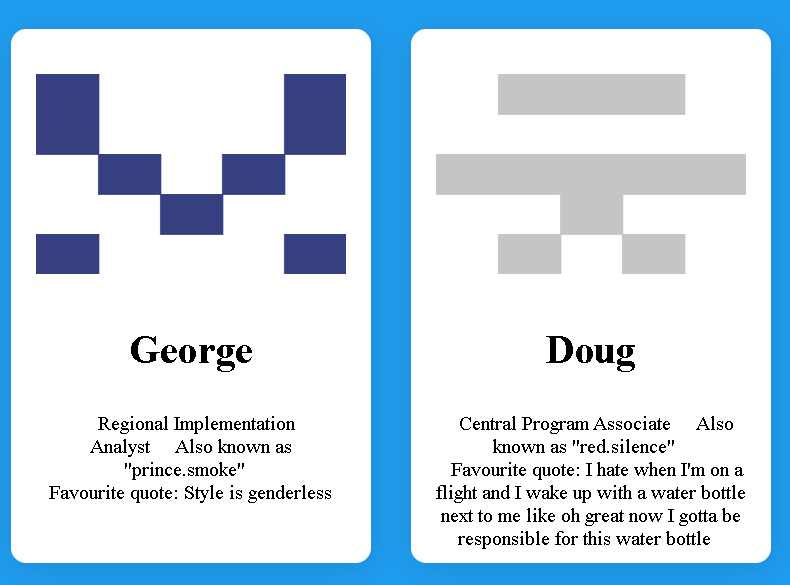 George
Regional Implementation
Analyst Also known as
"prince.smoke"
Favourite quote: Style is genderless
Doug
Central Program Associate Also
known as "red.silence"
Favourite quote: I hate when I'm on a
flight and I wake up with a water bottle
next to me like oh great now I gotta be
responsible for this water bottle